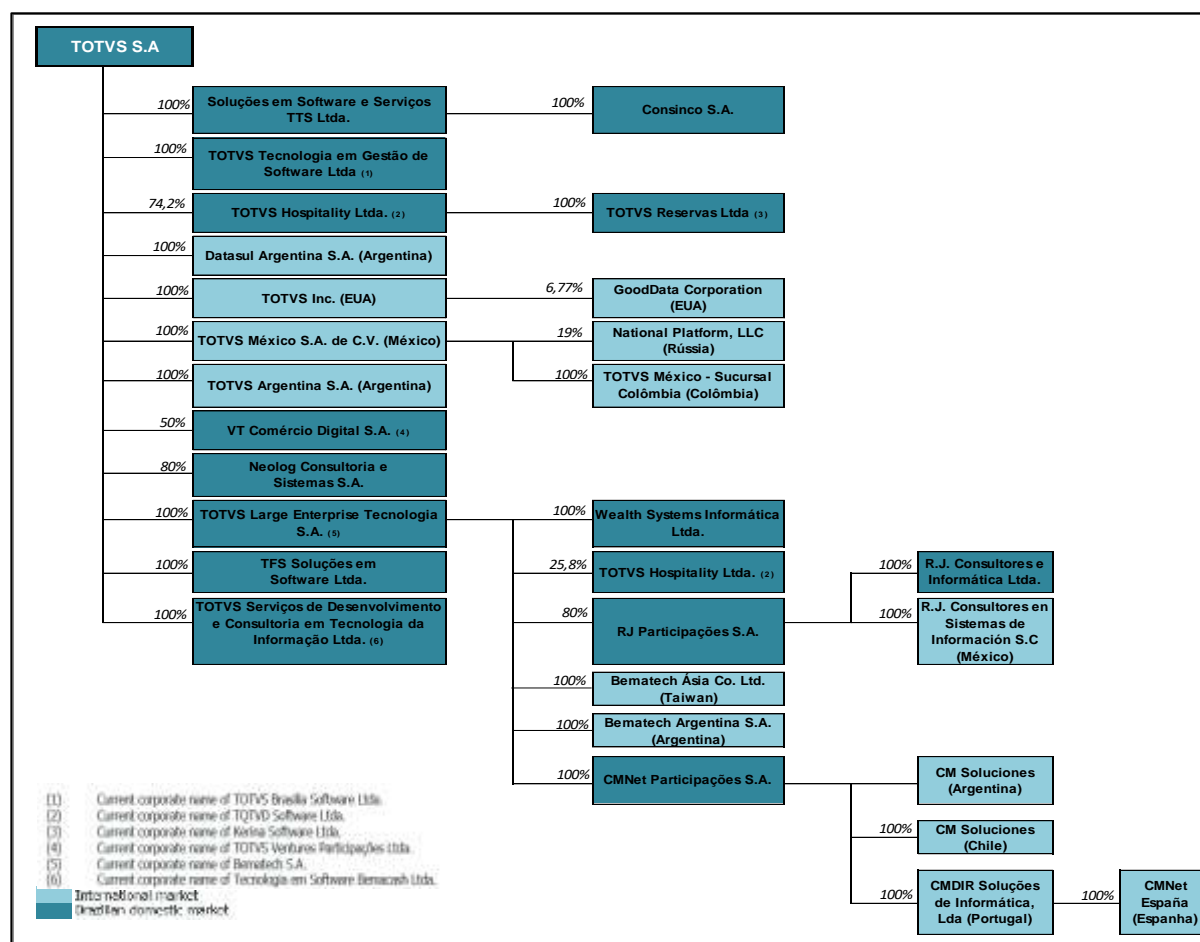 TOTVS S.A
100%
Soluções em Software e Serviços
TTS Ltda.
100%
Consinco S.A.
100%
TOTVS Tecnologia em Gestão de
Software Ltda (1)
74,2%
TOTVS Hospitality Ltda. (2)
100%
TOTVS Reservas Ltda (3)
100%
Datasul Argentina S.A. (Argentina)
100%
TOTVS Inc. (EUA)
6,77%
GoodData Corporation
(EUA)
100%
TOTVS México S.A. de C.V. (México)
19%
National Platform, LLC
(Rússia)
100%
TOTVS México - Sucursal
Colômbia (Colômbia)
100%
TOTVS Argentina S.A. (Argentina)
50%
VT Comércio Digital S.A. (4)
80%
Neolog Consultoria e
Sistemas S.A.
100%
TOTVS Large Enterprise Tecnologia
S.A. (5)
100%
Wealth Systems Informática
Ltda.
100%
TFS Soluções em
Software Ltda.
25,8%
TOTVS Hospitality Ltda. (2)
100%
TOTVS Serviços de Desenvolvimento
e Consultoria em Tecnologia da
Informação Ltda. (6)
80%
RJ Participações S.A.
100%
R.J. Consultores e
Informática Ltda.
100%
R.J. Consultores en
Sistemas de
Información S.C
(México)
100%
Bematech Ásia Co. Ltd.
(Taiwan)
100%
Bematech Argentina S.A.
(Argentina)
100%
CMNet Participações S.A.
CM Soluciones
(Argentina)
100%
CM Soluciones
(Chile)
100%
CMDIR Soluções
de Informática,
Lda (Portugal)
100%
CMNet
España
(Espanha)
(1) Current corporate name of TOTVS Brasília Software Ltda.
(2) Current corporate name of TQTVD Software Ltda.
(3) Current corporate name of Kerina Software Ltda.
(4) Current corporate name of TOTVS Ventures Participações Ltda.
(5) Current corporate name of Bematech S.A.
(6) Current corporate name of Tecnologia em Software Bemacash Ltda.
International market
Brazilian domestic market